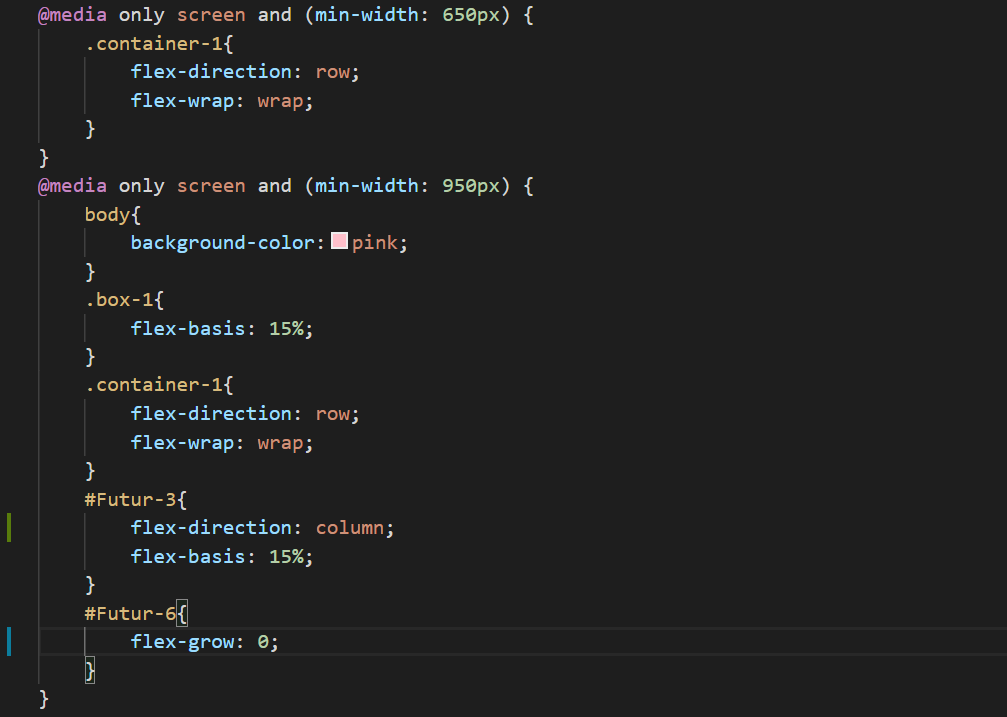 @media only screen and (min-width: 650px) {
.container-1{
flex-direction: row;
flex-wrap: wrap;
}
}
@media only screen and (min-width: 950px) {
body{
background-color: pink;
}
.box-1{
flex-basis: 15%;
}
.container-1{
flex-direction: row;
flex-wrap: wrap;
}
#Futur-3{
flex-direction: column;
flex-basis: 15%;
}
#Futur-6{
flex-grow: 0;
}
}